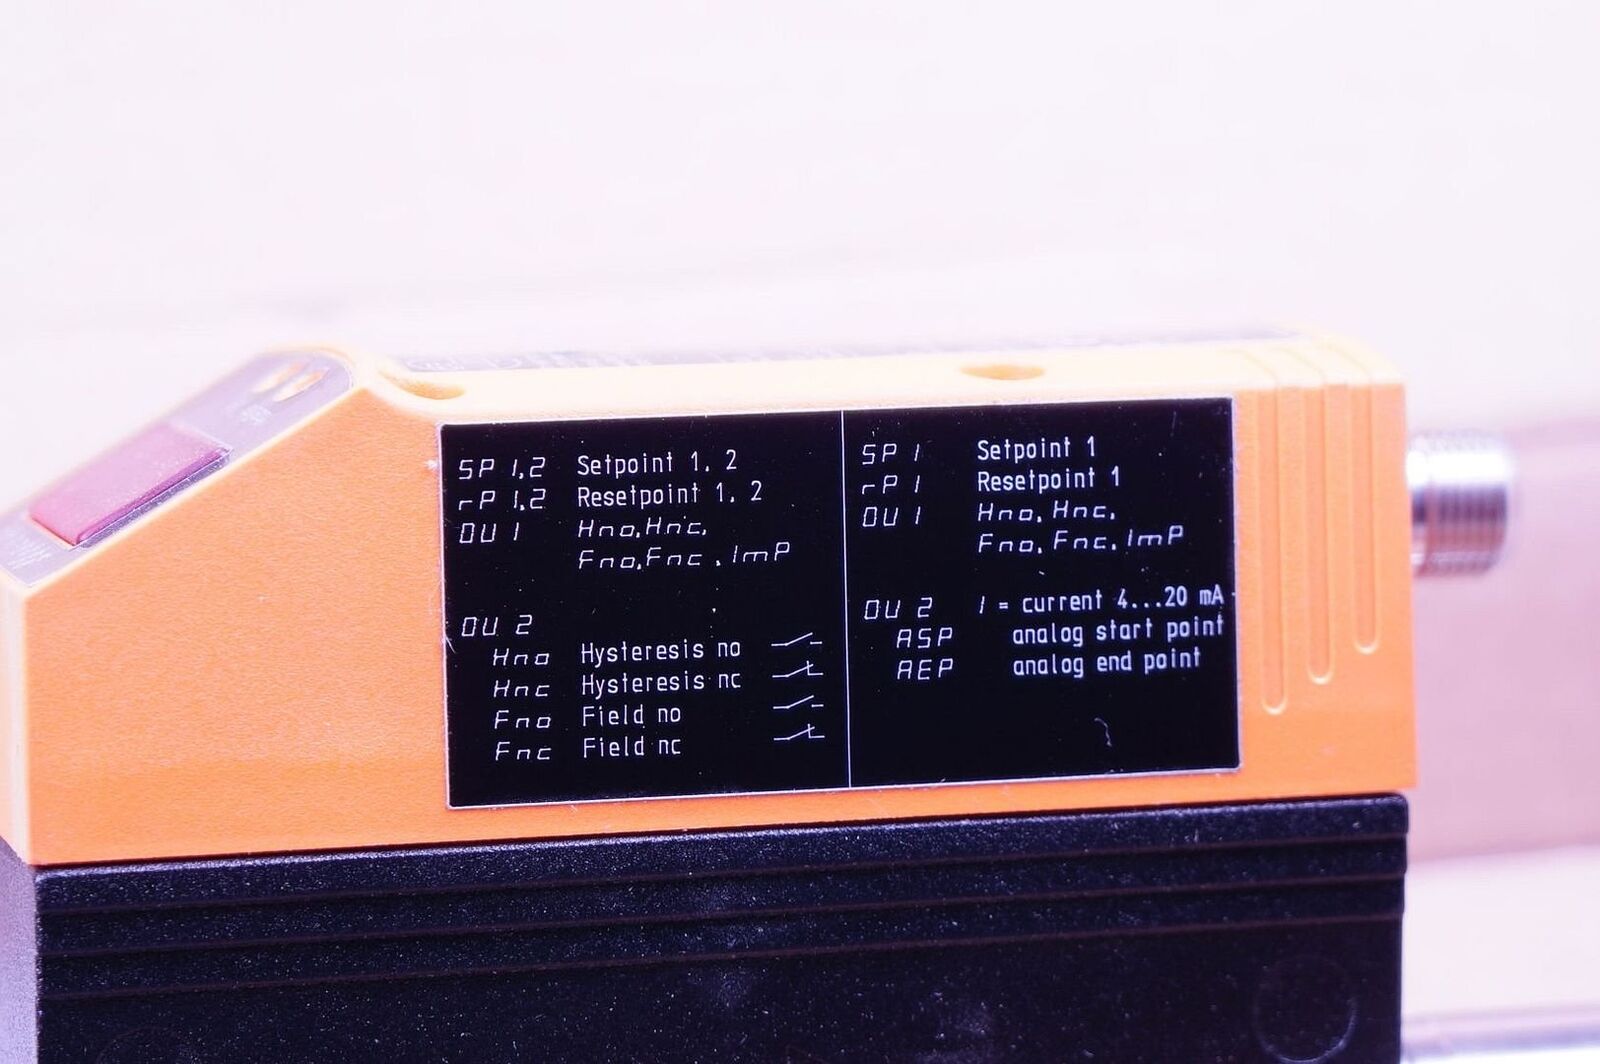 SP 1,2 Setpoint 1, 2
rP 1,2 Resetpoint 1, 2
OU 1 Hno, Hnc,
Fno, Fnc, ImP
OU 2
Hno Hysteresis no
Hnc Hysteresis nc
Fno Field no
Fnc Field nc
SP 1 Setpoint 1
rP 1 Resetpoint 1
OU 1 Hno, Hnc,
Fno, Fnc, ImP
OU 2 I = current 4...20 mA
ASP analog start point
AEP analog end point